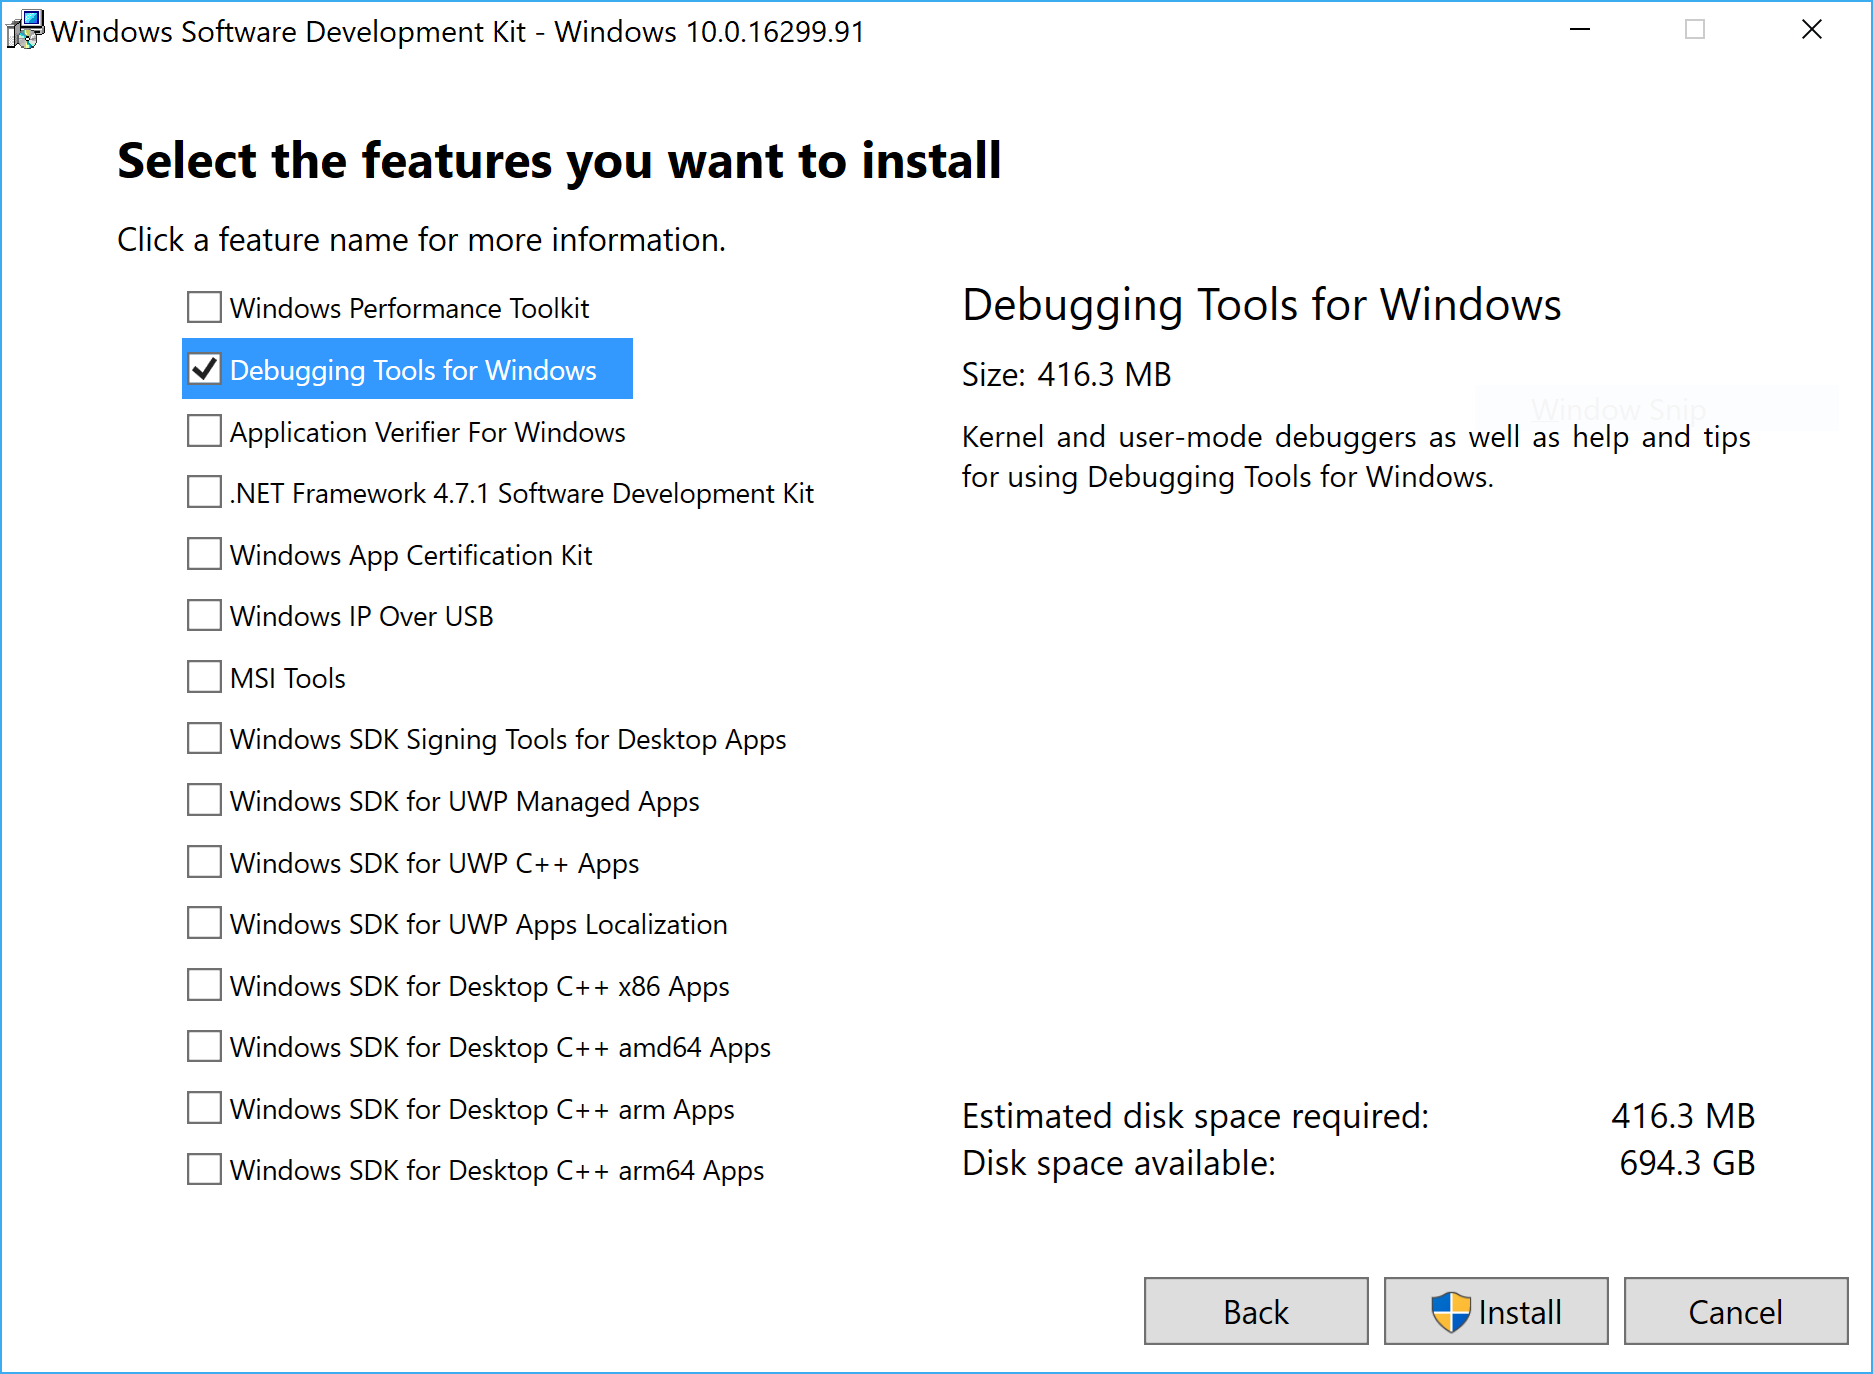 Windows Software Development Kit - Windows 10.0.16299.91
Select the features you want to install
Click a feature name for more information.
Windows Performance Toolkit
Debugging Tools for Windows
Application Verifier For Windows
.NET Framework 4.7.1 Software Development Kit
Windows App Certification Kit
Windows IP Over USB
MSI Tools
Windows SDK Signing Tools for Desktop Apps
Windows SDK for UWP Managed Apps
Windows SDK for UWP C++ Apps
Windows SDK for UWP Apps Localization
Windows SDK for Desktop C++ x86 Apps
Windows SDK for Desktop C++ amd64 Apps
Windows SDK for Desktop C++ arm Apps
Windows SDK for Desktop C++ arm64 Apps
Debugging Tools for Windows
Size: 416.3 MB
Window Snip
Kernel and user-mode debuggers as well as help and tips
for using Debugging Tools for Windows.
Estimated disk space required: 416.3 MB
Disk space available: 694.3 GB
Back
Install
Cancel